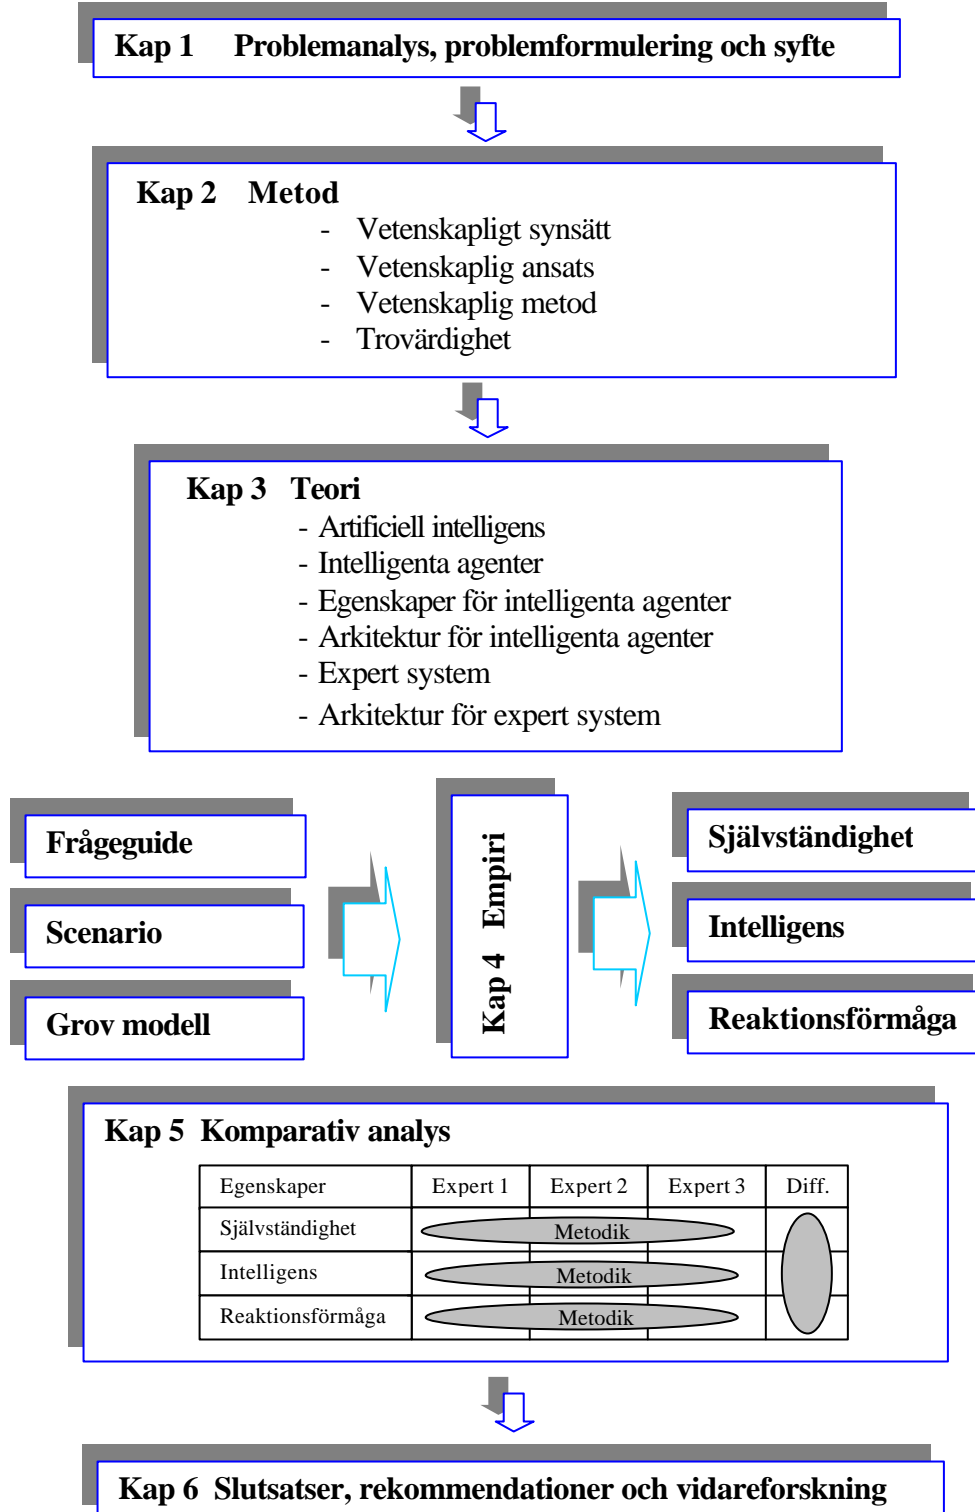 Kap 1 Problemanalys, problemformulering och syfte
Kap 2 Metod
- Vetenskapligt synsätt
- Vetenskaplig ansats
- Vetenskaplig metod
- Trovärdighet
Kap 3 Teori
- Artificiell intelligens
- Intelligenta agenter
- Egenskaper för intelligenta agenter
- Arkitektur för intelligenta agenter
- Expert system
- Arkitektur för expert system
Frågeguide
Scenario
Grov modell
Kap 4 Empiri
Självständighet
Intelligens
Reaktionsförmåga
Kap 5 Komparativ analys
Egenskaper Expert 1 Expert 2 Expert 3 Diff.
Självständighet Metodik
Intelligens Metodik
Reaktionsförmåga Metodik
Kap 6 Slutsatser, rekommendationer och vidareforskning